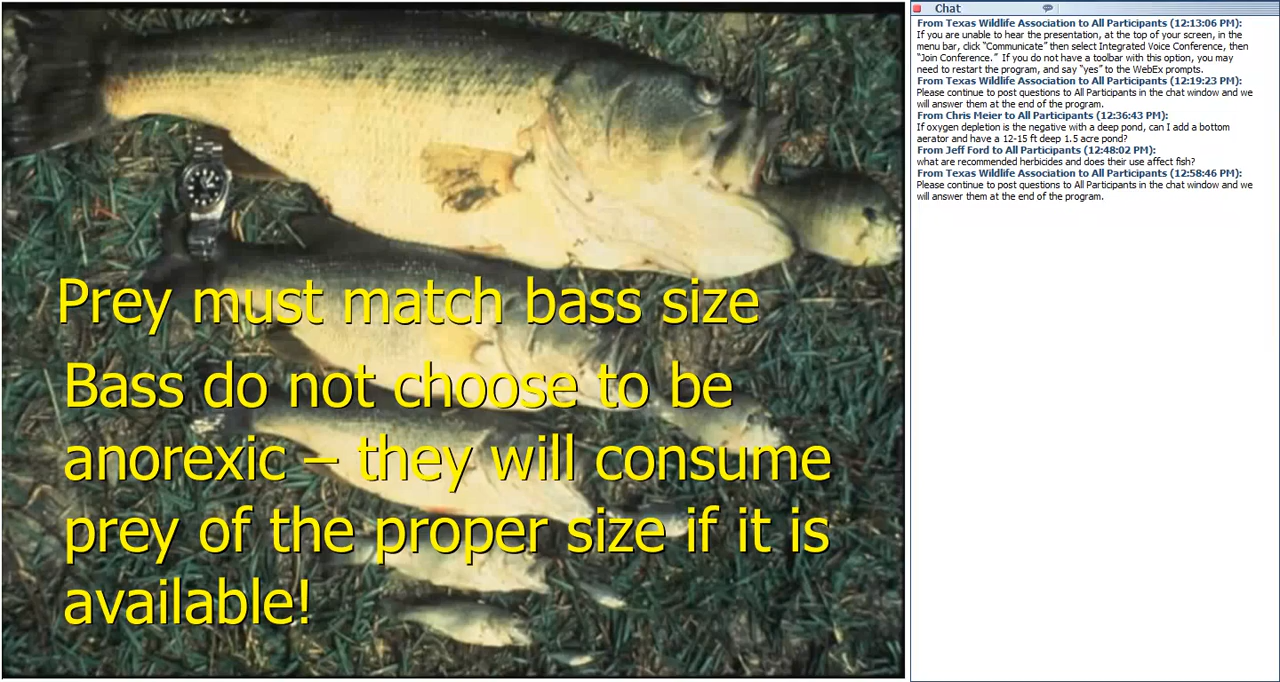 Prey must match bass size
Bass do not choose to be
anorexic – they will consume
prey of the proper size if it is
available!
Chat
From Texas Wildlife Association to All Participants (12:13:06 PM):
If you are unable to hear the presentation, at the top of your screen, in the
menu bar, click "Communicate" then select Integrated Voice Conference, then
"Join Conference." If you do not have a toolbar with this option, you may
need to restart the program, and say "yes" to the WebEx prompts.
From Texas Wildlife Association to All Participants (12:19:23 PM):
Please continue to post questions to All Participants in the chat window and we
will answer them at the end of the program.
From Chris Meier to All Participants (12:36:43 PM):
If oxygen depletion is the negative with a deep pond, can I add a bottom
aerator and have a 12-15 ft deep 1.5 acre pond?
From Jeff Ford to All Participants (12:48:02 PM):
what are recommended herbicides and does their use affect fish?
From Texas Wildlife Association to All Participants (12:58:46 PM):
Please continue to post questions to All Participants in the chat window and we
will answer them at the end of the program.